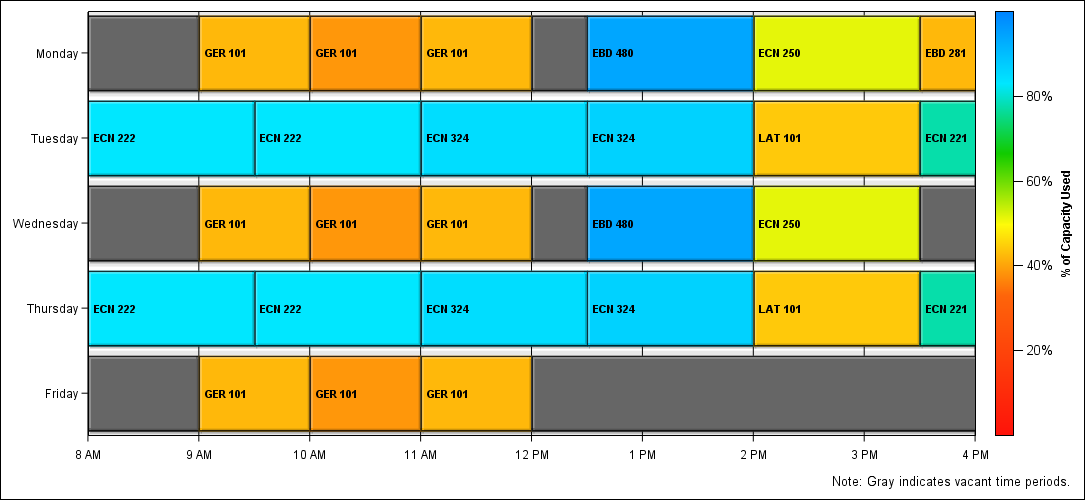 Monday GER 101 GER 101 GER 101 EBD 480 ECN 250 EBD 281
Tuesday ECN 222 ECN 222 ECN 324 ECN 324 LAT 101 ECN 221
Wednesday GER 101 GER 101 GER 101 EBD 480 ECN 250
Thursday ECN 222 ECN 222 ECN 324 ECN 324 LAT 101 ECN 221
Friday GER 101 GER 101 GER 101
8 AM 9 AM 10 AM 11 AM 12 PM 1 PM 2 PM 3 PM 4 PM
80%
60%
40%
20%
% of Capacity Used
Note: Gray indicates vacant time periods.